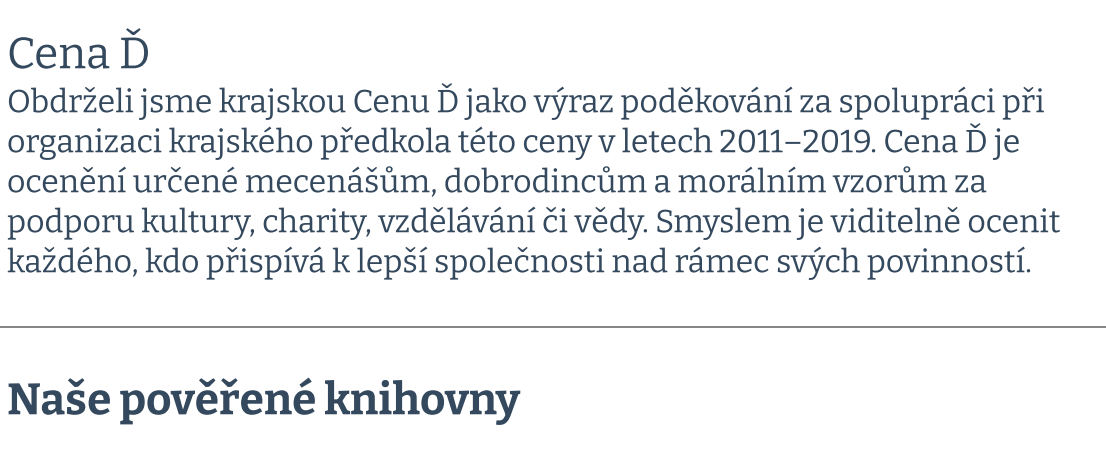 Cena Ď
Obdrželi jsme krajskou Cenu Ď jako výraz poděkování za spolupráci při
organizaci krajského předkola této ceny v letech 2011–2019. Cena Ď je
ocenění určené mecenášům, dobrodincům a morálním vzorům za
podporu kultury, charity, vzdělávání či vědy. Smyslem je viditelně ocenit
každého, kdo přispívá k lepší společnosti nad rámec svých povinností.
Naše pověřené knihovny